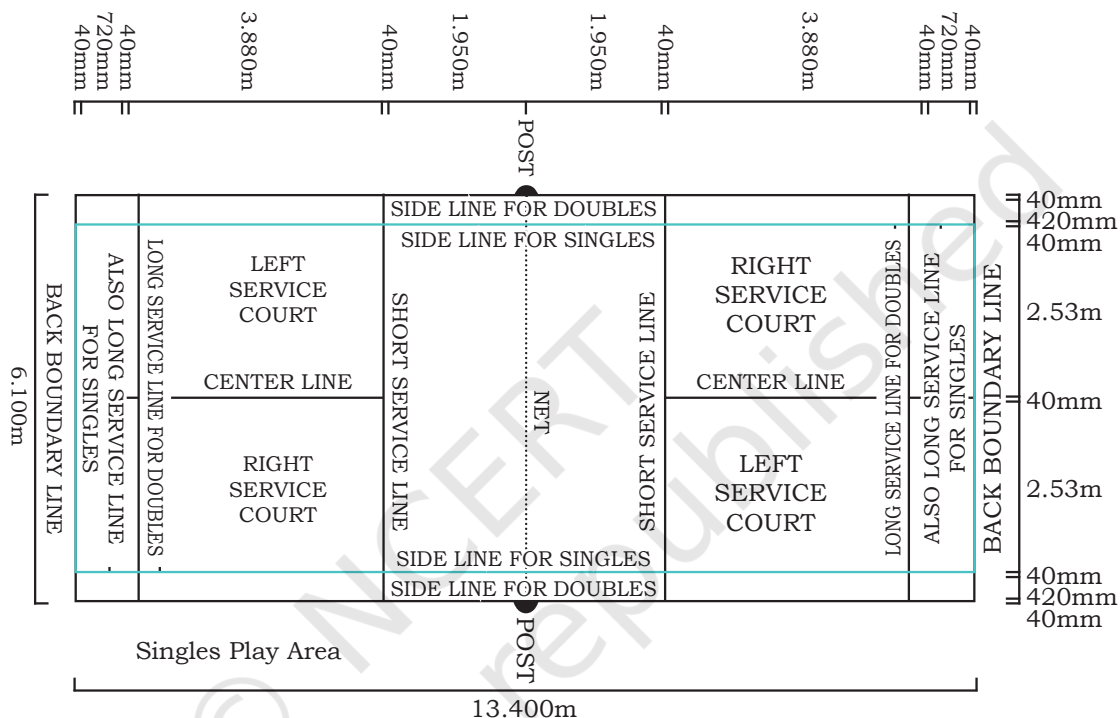 40mm
720mm
40mm
3.880m
40mm
1.950m
1.950m
40mm
3.880m
40mm
720mm
40mm
POST
SIDE LINE FOR DOUBLES
SIDE LINE FOR SINGLES
40mm
420mm
40mm
2.53m
40mm
2.53m
40mm
420mm
40mm
6.100m
BACK BOUNDARY LINE
ALSO LONG SERVICE LINE
FOR SINGLES
LONG SERVICE LINE FOR DOUBLES
LEFT
SERVICE
COURT
CENTER LINE
RIGHT
SERVICE
COURT
SHORT SERVICE LINE
NET
SHORT SERVICE LINE
RIGHT
SERVICE
COURT
CENTER LINE
LEFT
SERVICE
COURT
LONG SERVICE LINE FOR DOUBLES
ALSO LONG SERVICE LINE
FOR SINGLES
BACK BOUNDARY LINE
SIDE LINE FOR SINGLES
SIDE LINE FOR DOUBLES
POST
Singles Play Area
13.400m
© NCERT
republished